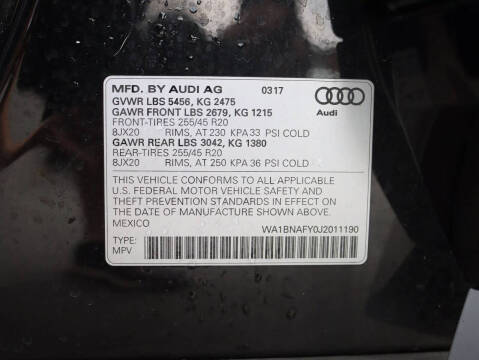 MFD. BY AUDI AG 0317
GVWR LBS 5456, KG 2475
GAWR FRONT LBS 2679, KG 1215
FRONT-TIRES 255/45 R20
8JX20 RIMS, AT 230 KPA 33 PSI COLD
GAWR REAR LBS 3042, KG 1380
REAR-TIRES 255/45 R20
8JX20 RIMS, AT 250 KPA 36 PSI COLD
Audi
THIS VEHICLE CONFORMS TO ALL APPLICABLE
U.S. FEDERAL MOTOR VEHICLE SAFETY AND
THEFT PREVENTION STANDARDS IN EFFECT ON
THE DATE OF MANUFACTURE SHOWN ABOVE.
MEXICO WA1BNAFY0J2011190
TYPE:
MPV